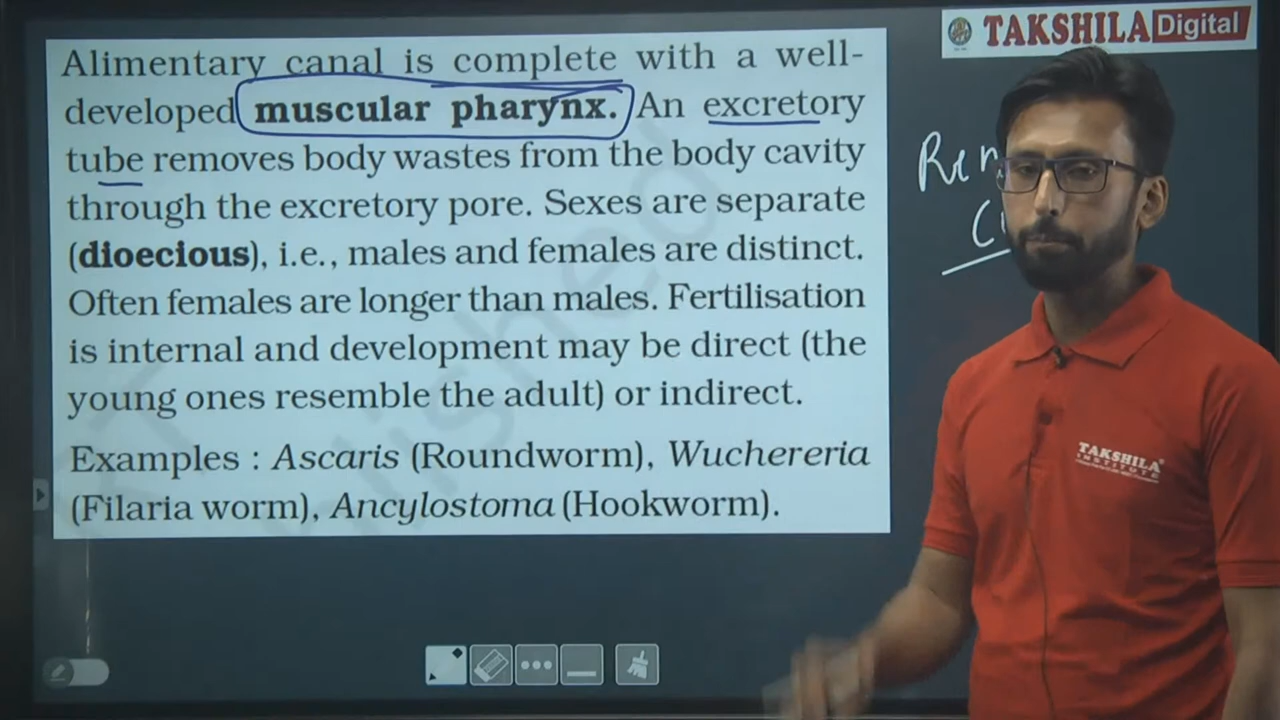 TAKSHILA Digital
Alimentary canal is complete with a well-
developed muscular pharynx. An excretory
tube removes body wastes from the body cavity
through the excretory pore. Sexes are separate
(dioecious), i.e., males and females are distinct.
Often females are longer than males. Fertilisation
is internal and development may be direct (the
young ones resemble the adult) or indirect.
Examples : Ascaris (Roundworm), Wuchereria
(Filaria worm), Ancylostoma (Hookworm).
TAKSHILA
INSTITUTE